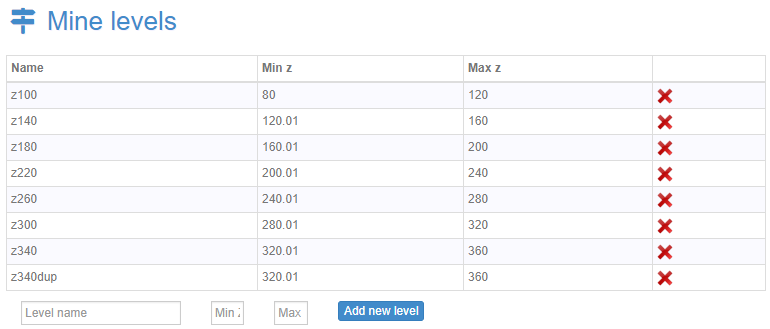 Mine levels
Name Min z Max z
z100 80 120
z140 120.01 160
z180 160.01 200
z220 200.01 240
z260 240.01 280
z300 280.01 320
z340 320.01 360
z340dup 320.01 360
Level name Min Max Add new level